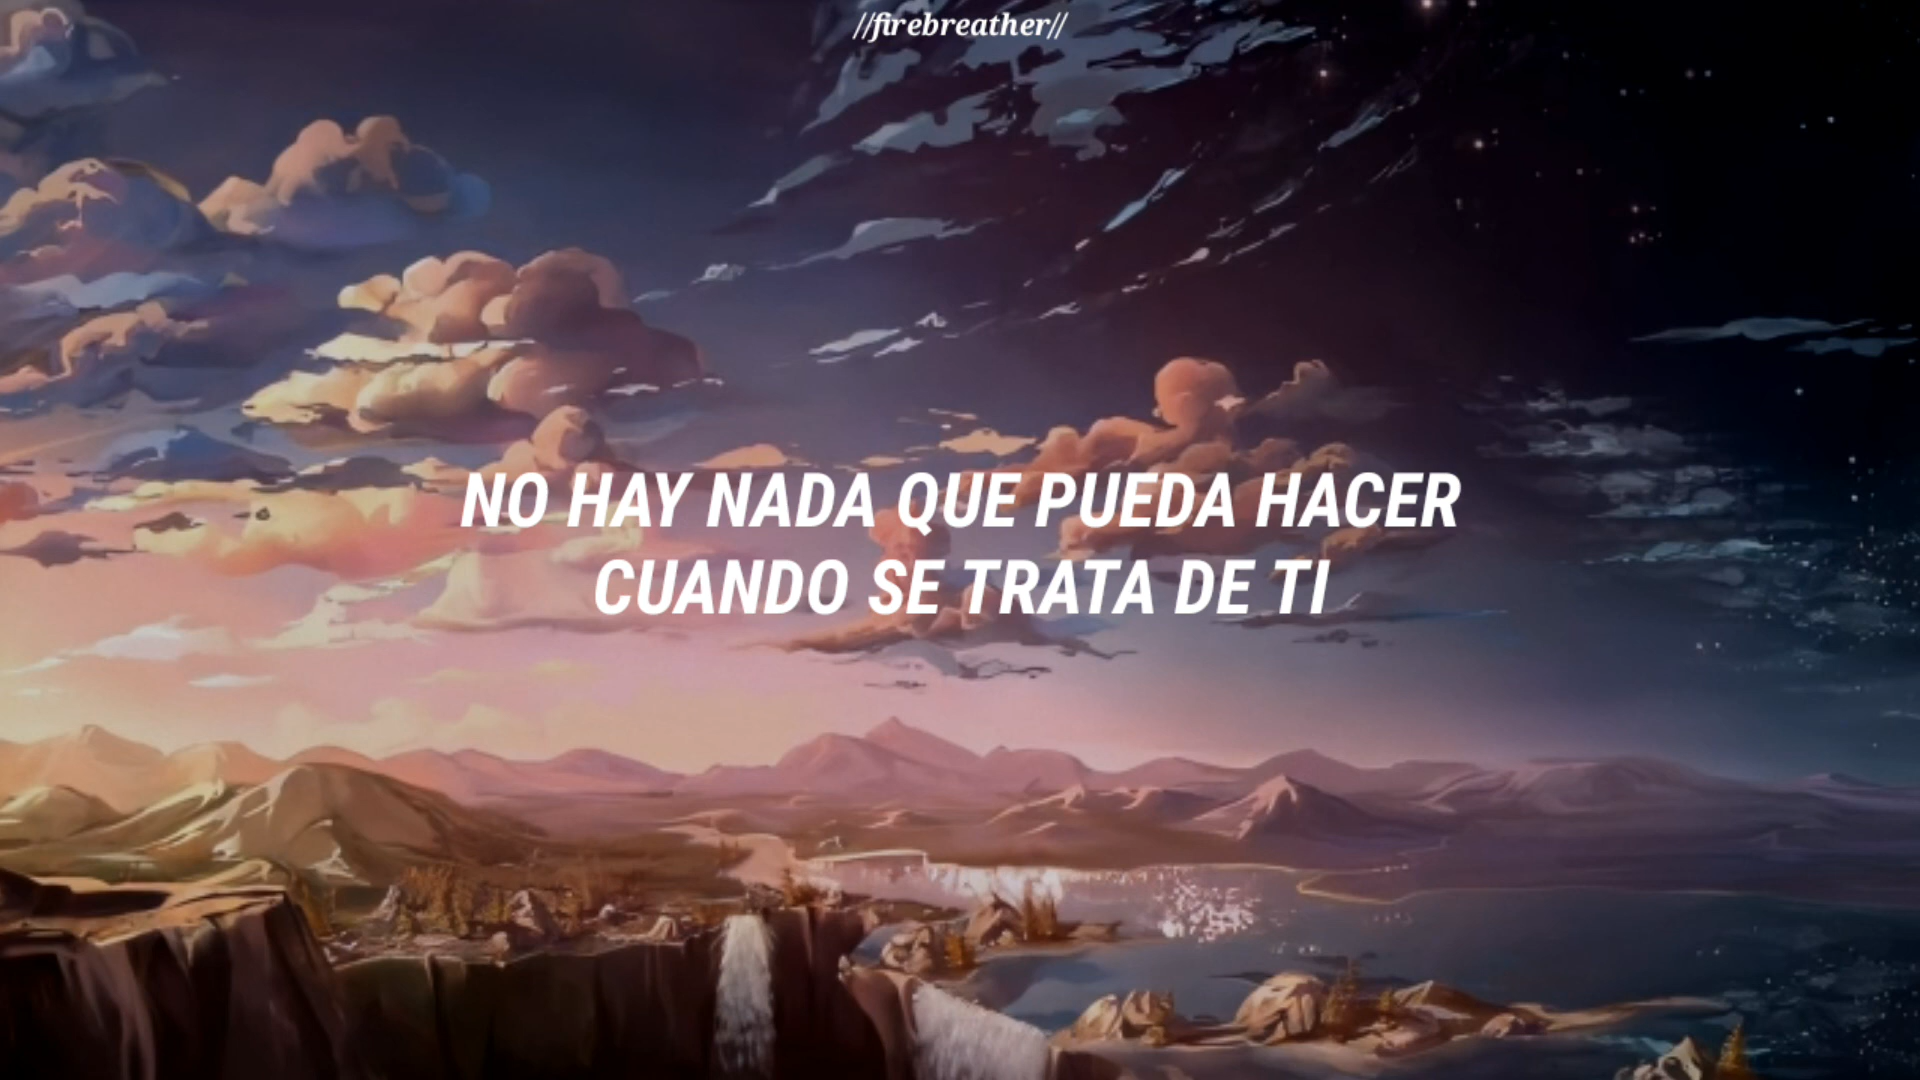 //firebreather//
NO HAY NADA QUE PUEDA HACER
CUANDO SE TRATA DE TI